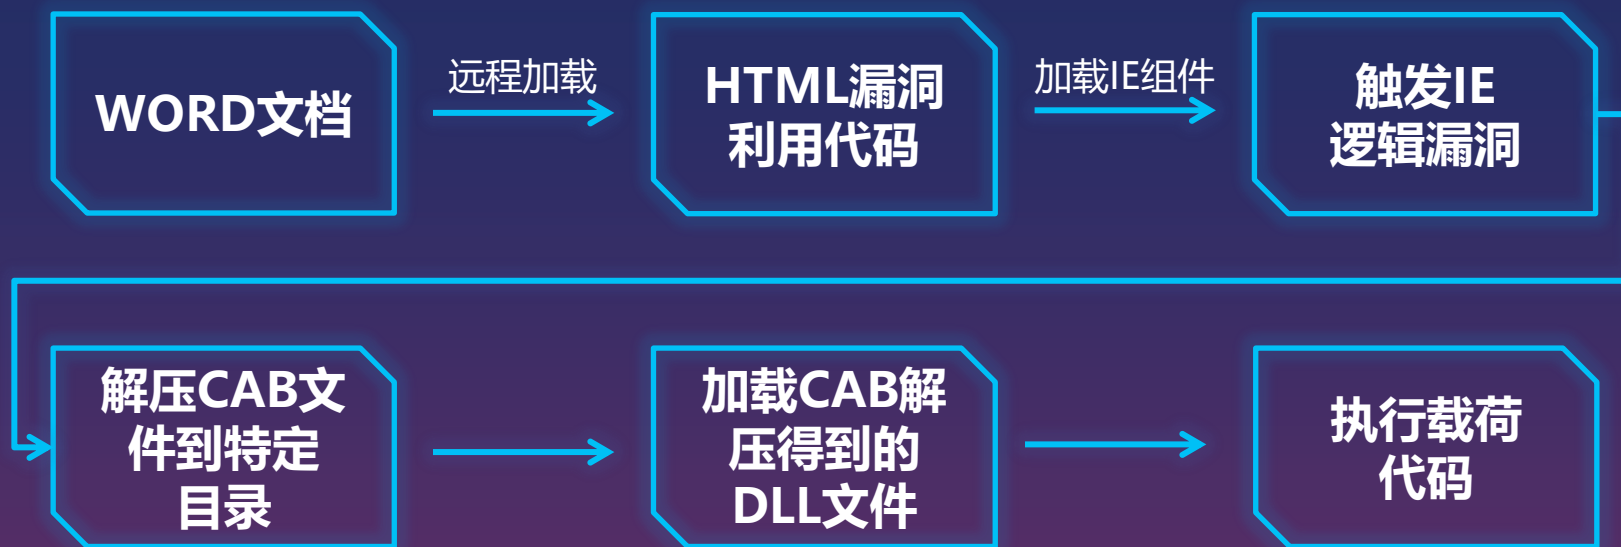 WORD文档
远程加载
HTML漏洞
利用代码
加载IE组件
触发IE
逻辑漏洞
解压CAB文
件到特定
目录
加载CAB解
压得到的
DLL文件
执行载荷
代码